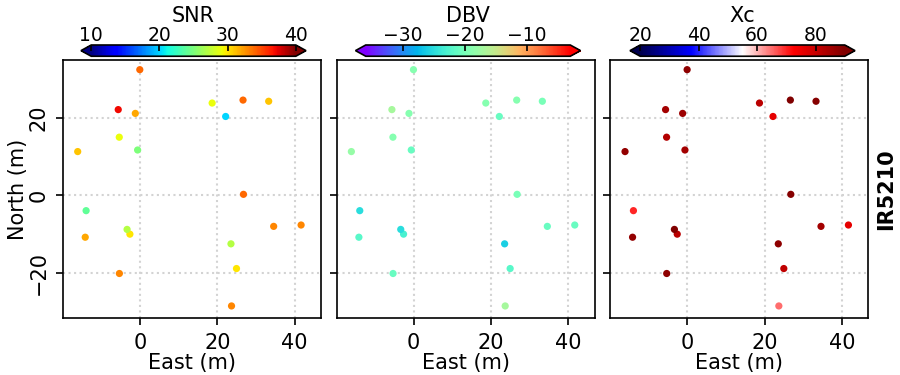 SNR DBV Xc
10 20 30 40 −30 −20 −10 20 40 60 80
North (m)
20
0
−20
IR5210
0 20 40 0 20 40 0 20 40
East (m) East (m) East (m)